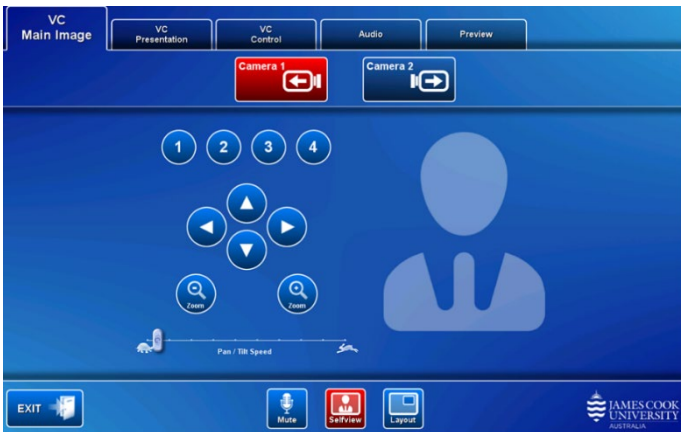 VC
Main Image
VC
Presentation
VC
Control
Audio
Preview
Camera 1
Camera 2
1 2 3 4
Zoom
Zoom
Pan / Tilt Speed
EXIT
Mute
Selfview
Layout
JAMES COOK
UNIVERSITY
AUSTRALIA